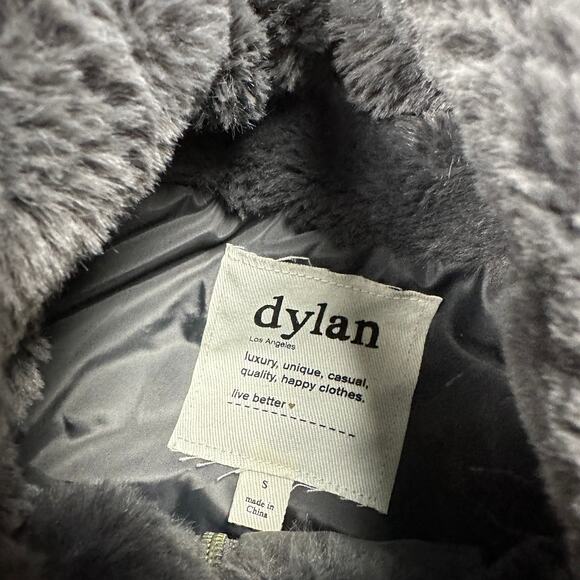 dylan
Los Angeles
luxury, unique, casual,
quality, happy clothes.
live better
S
made in
China